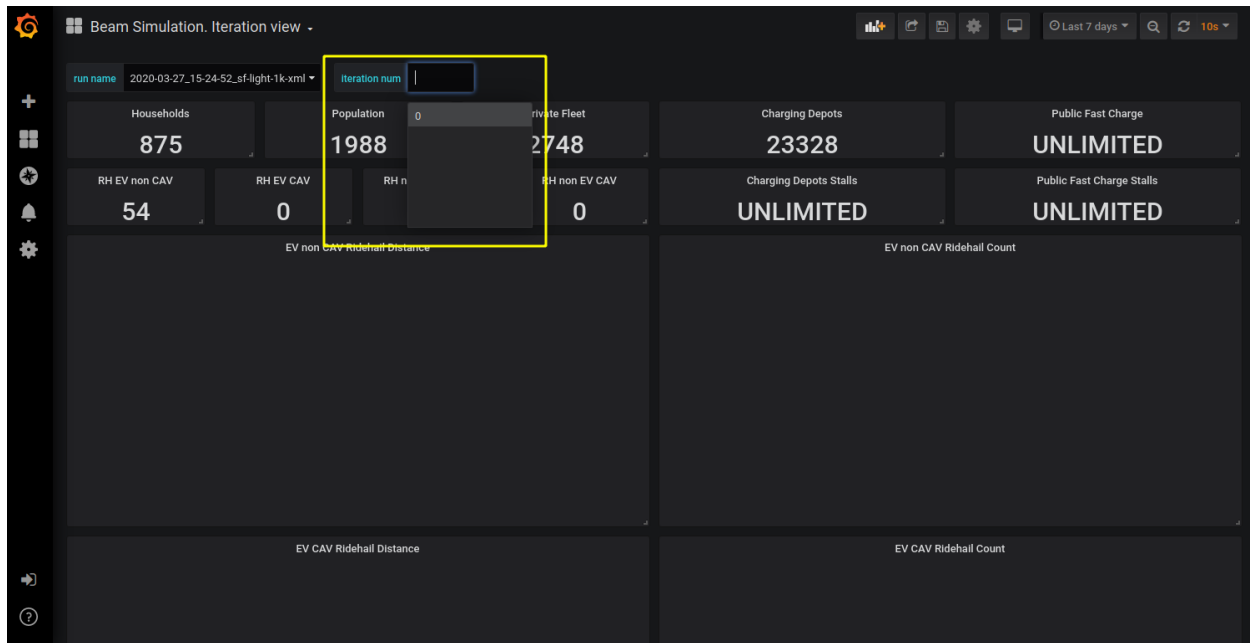 Beam Simulation. Iteration view
Last 7 days
10s
run name 2020-03-27_15-24-52_sf-light-1k-xml iteration num
0
Households
875
Population
1988
rivate Fleet
2748
Charging Depots
23328
Public Fast Charge
UNLIMITED
RH EV non CAV
54
RH EV CAV
0
RH n
RH non EV CAV
0
Charging Depots Stalls
UNLIMITED
Public Fast Charge Stalls
UNLIMITED
EV non CAV Ridehail Distance
EV non CAV Ridehail Count
EV CAV Ridehail Distance
EV CAV Ridehail Count